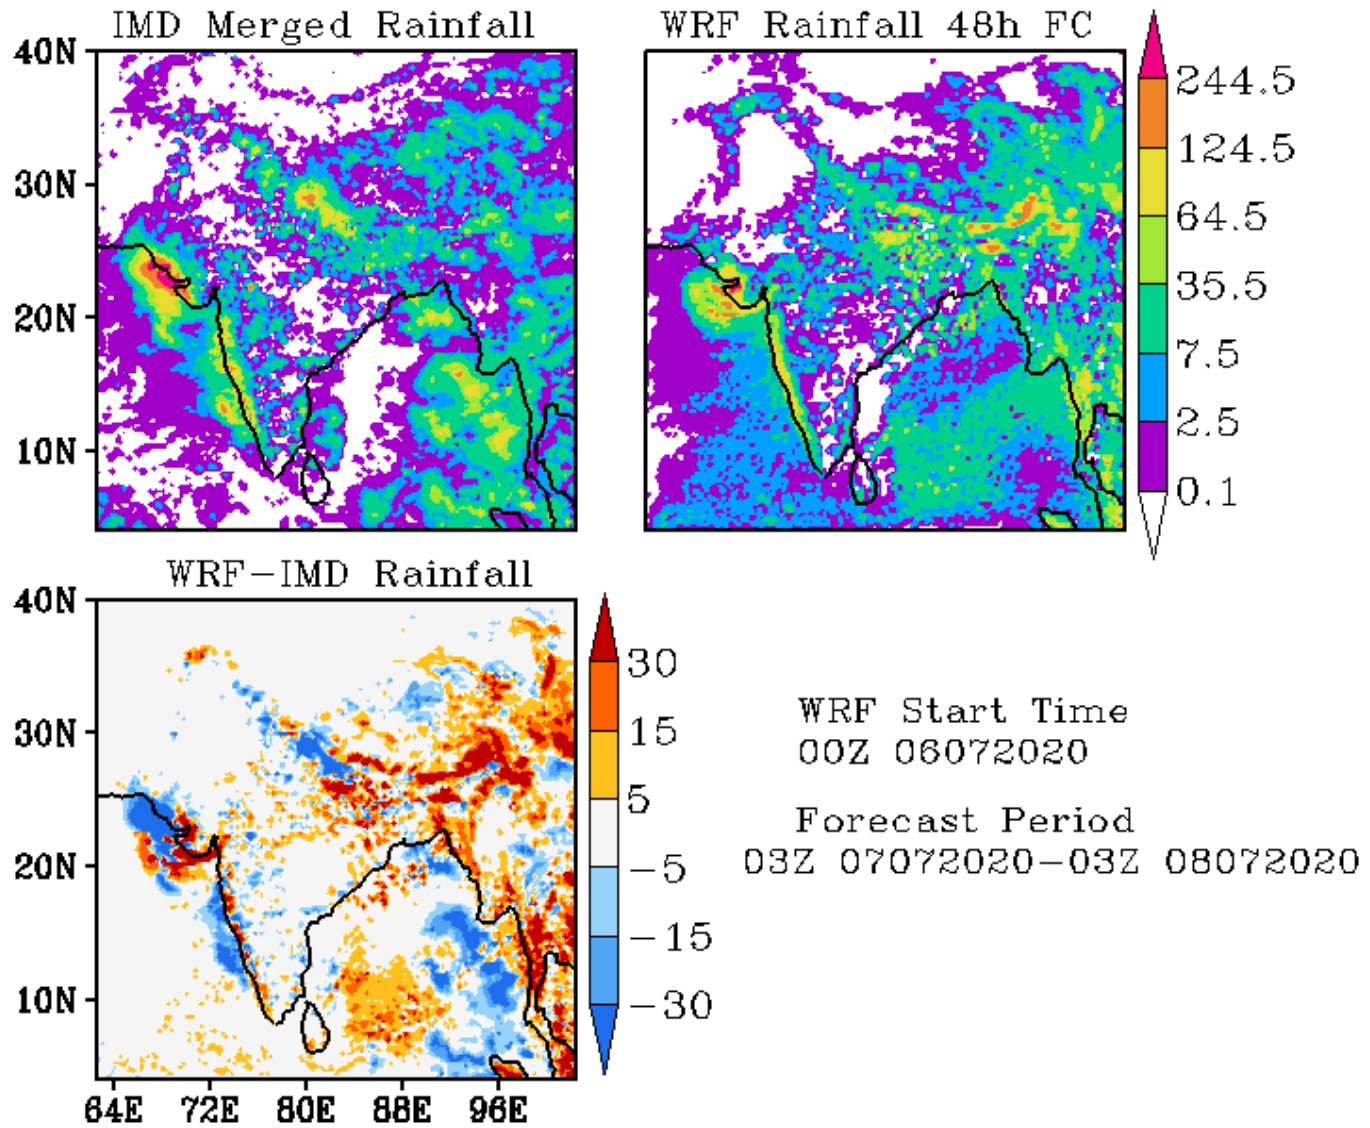 IMD Merged Rainfall
WRF Rainfall 48h FC
40N
30N
20N
10N
244.5
124.5
64.5
35.5
7.5
2.5
0.1
WRF-IMD Rainfall
40N
30N
20N
10N
64E 72E 80E 88E 96E
30
15
5
-5
-15
-30
WRF Start Time
00Z 06072020
Forecast Period
03Z 07072020-03Z 08072020